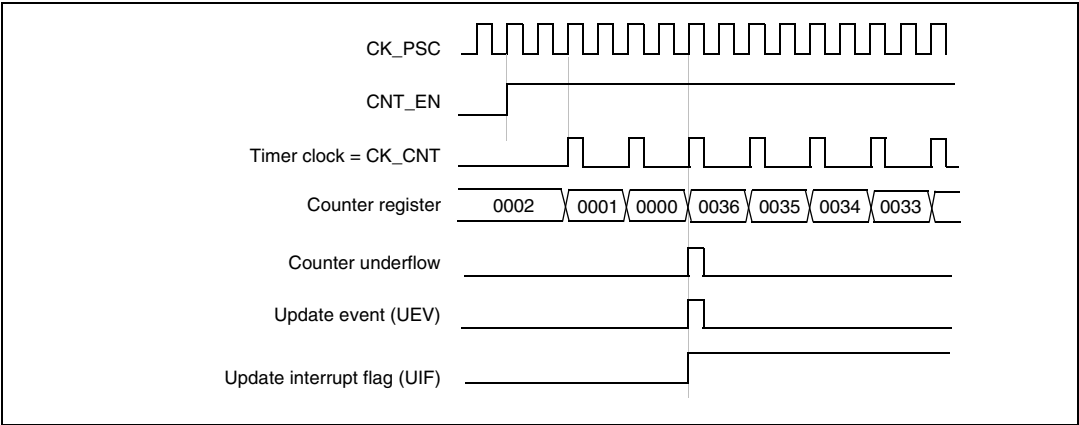 CK_PSC
CNT_EN
Timer clock = CK_CNT
Counter register 0002 0001 0000 0036 0035 0034 0033
Counter underflow
Update event (UEV)
Update interrupt flag (UIF)